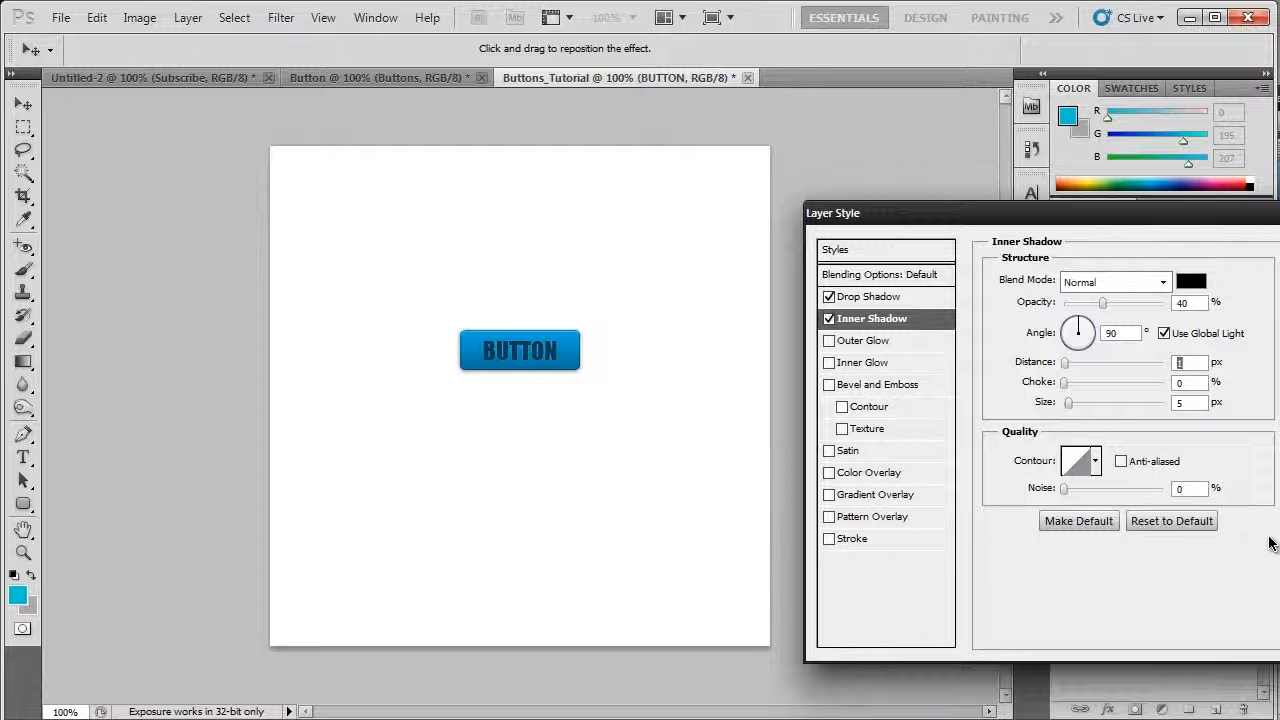 Ps File Edit Image Layer Select Filter View Window Help Mb 100% ESSENTIALS DESIGN PAINTING CS Live
Click and drag to reposition the effect.
Untitled-2 @ 100% (Subscribe, RGB/8) * Button @ 100% (Buttons, RGB/8) * Buttons_Tutorial @ 100% (BUTTON, RGB/8) *
COLOR SWATCHES STYLES
Mb
R 0
G 195
B 207
A
Layer Style
Styles
Blending Options: Default
Drop Shadow
Inner Shadow
Outer Glow
Inner Glow
Bevel and Emboss
Contour
Texture
Satin
Color Overlay
Gradient Overlay
Pattern Overlay
Stroke
Inner Shadow
Structure
Blend Mode: Normal
Opacity: 40 %
Angle: 90 ° Use Global Light
Distance: px
Choke: 0 %
Size: 5 px
Quality
Contour: Anti-aliased
Noise: 0 %
Make Default Reset to Default
BUTTON
T
fx
100% Exposure works in 32-bit only